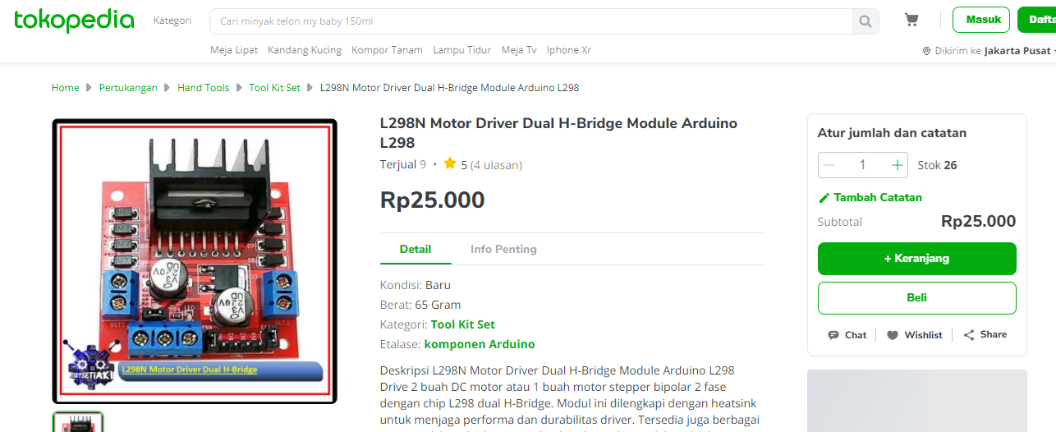 tokopedia
Kategori
Cari minyak telon my baby 150ml
Masuk
Dafta
Meja Lipat Kandang Kucing Kompor Tanam Lampu Tidur Meja Tv Iphone Xr
Dikirim ke Jakarta Pusat
Home Pertukangan Hand Tools Tool Kit Set L298N Motor Driver Dual H-Bridge Module Arduino L298
L298N Motor Driver Dual H-Bridge
L298N Motor Driver Dual H-Bridge Module Arduino
L298
Terjual 9 • 5 (4 ulasan)
Rp25.000
Detail Info Penting
Kondisi: Baru
Berat: 65 Gram
Kategori: Tool Kit Set
Etalase: komponen Arduino
Deskripsi L298N Motor Driver Dual H-Bridge Module Arduino L298
Drive 2 buah DC motor atau 1 buah motor stepper bipolar 2 fase
dengan chip L298 dual H-Bridge. Modul ini dilengkapi dengan heatsink
untuk menjaga performa dan durabilitas driver. Tersedia juga berbagai
Atur jumlah dan catatan
1 Stok 26
Tambah Catatan
Subtotal Rp25.000
+ Keranjang
Beli
Chat Wishlist Share